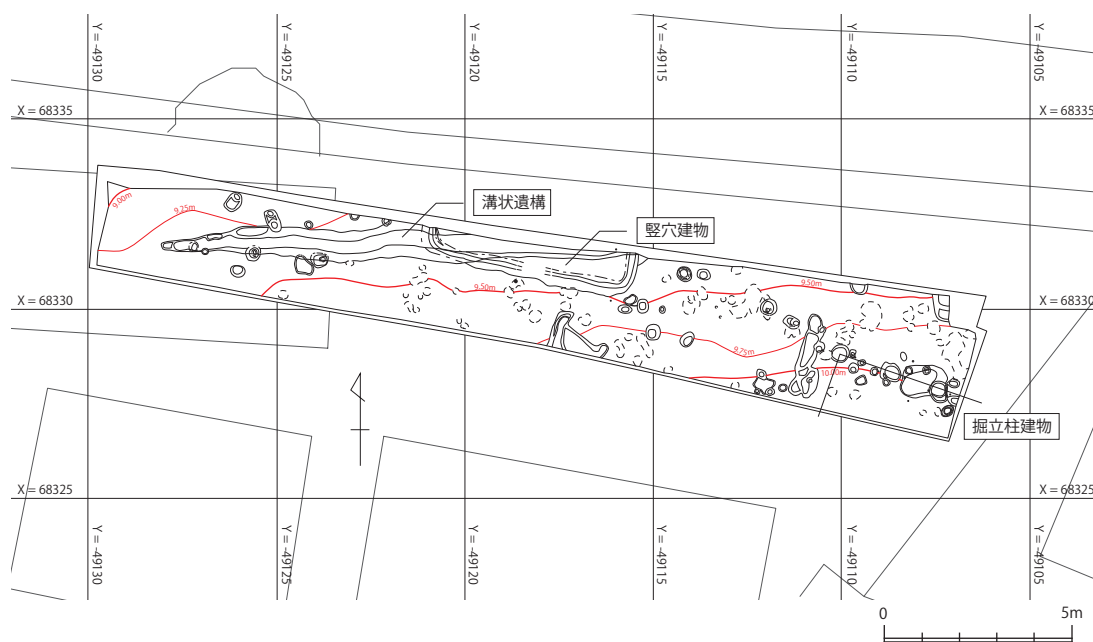 Y = -49130
Y = -49125
Y = -49120
Y = -49115
Y = -49110
Y = -49105
X = 68335
X = 68335
9.00m
9.25m
溝状遺構
竪穴建物
9.50m
9.50m
X = 68330
X = 68330
9.75m
10.00m
掘立柱建物
X = 68325
X = 68325
Y = -49130
Y = -49125
Y = -49120
Y = -49115
Y = -49110
Y = -49105
0
5m